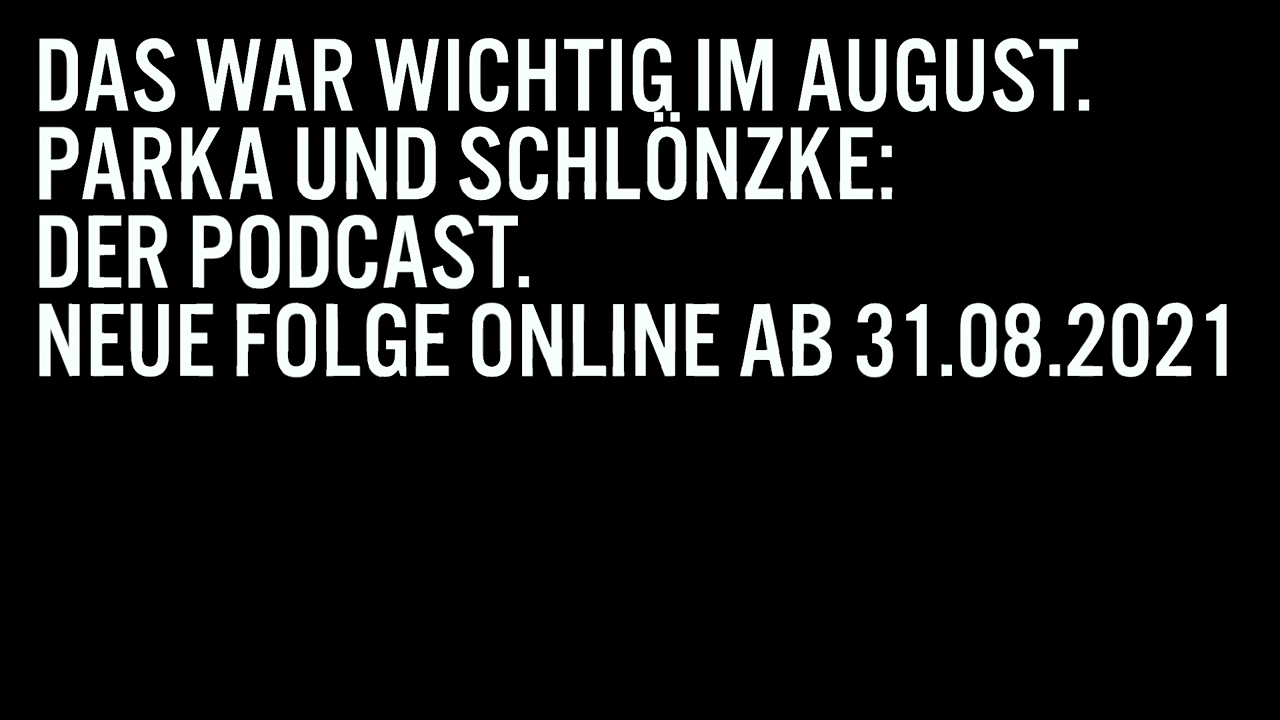 DAS WAR WICHTIG IM AUGUST.
PARKA UND SCHLÖNZKE:
DER PODCAST.
NEUE FOLGE ONLINE AB 31.08.2021